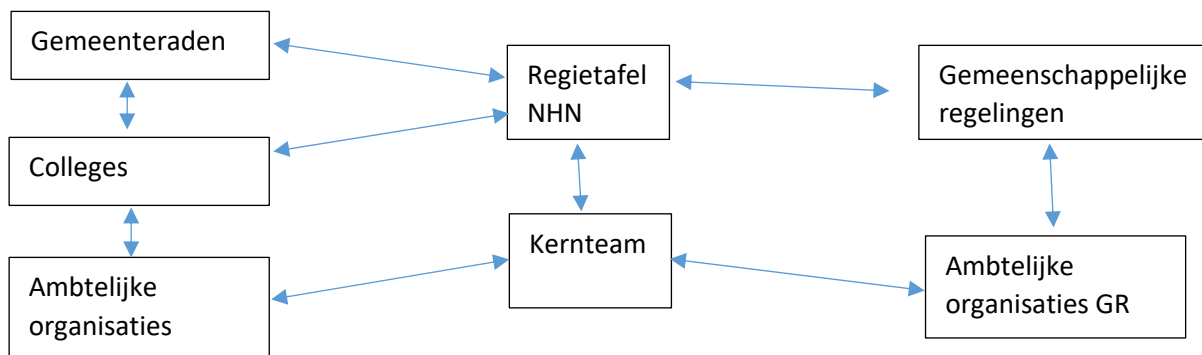 Gemeenteraden
Regietafel
NHN
Gemeenschappelijke
regelingen
Colleges
Kernteam
Ambtelijke
organisaties
Ambtelijke
organisaties GR